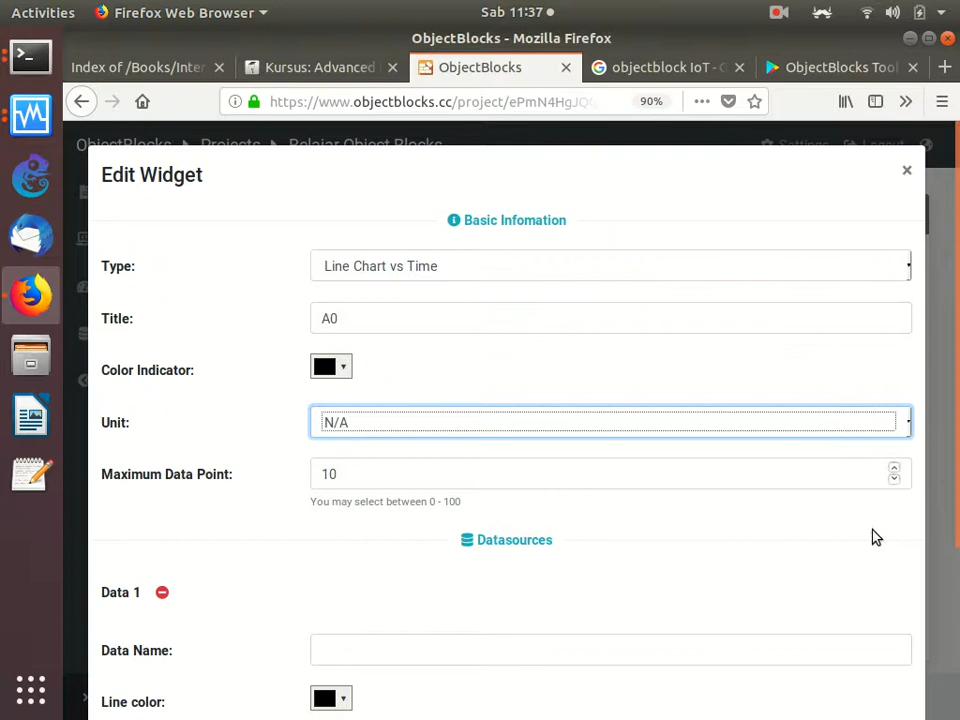 Activities
Firefox Web Browser
Sab 11:37
ObjectBlocks - Mozilla Firefox
Index of /Books/Inter
Kursus: Advanced
ObjectBlocks
objectblock IoT - G
ObjectBlocks Tool
https://www.objectblocks.cc/project/ePmN4HgJQ
90%
ObjectBlocks
Projects
Belajar Object Blocks
Settings
Logout
Edit Widget
Basic Infomation
Type:
Line Chart vs Time
Title:
A0
Color Indicator:
Unit:
N/A
Maximum Data Point:
10
You may select between 0 - 100
Datasources
Data 1
Data Name:
Line color: